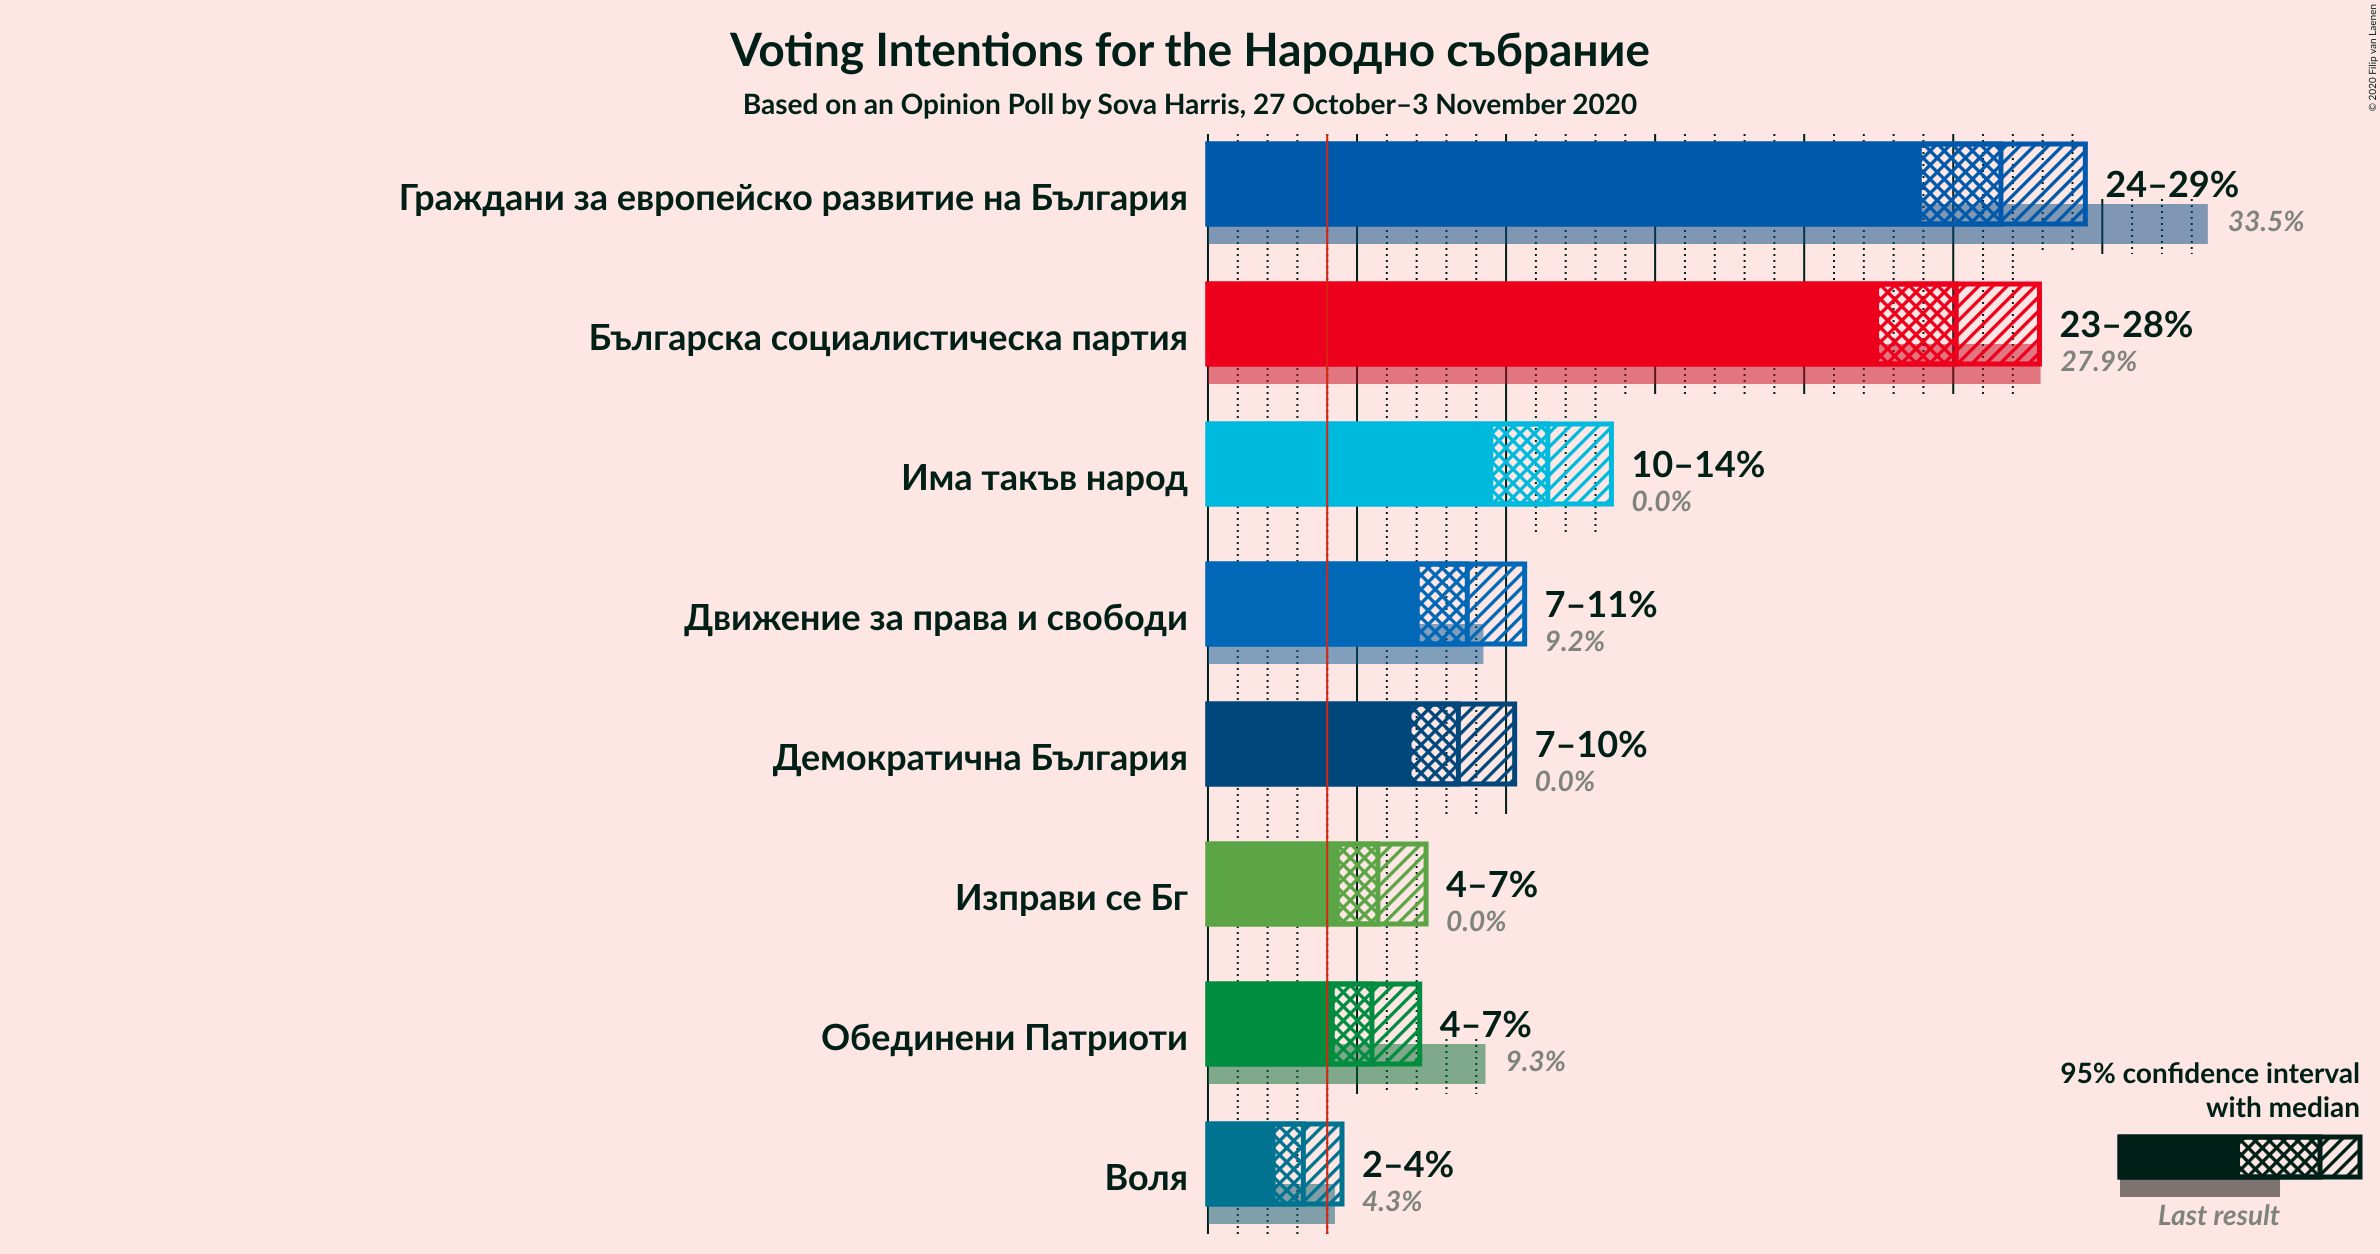 Voting Intentions for the Народно събрание
Based on an Opinion Poll by Sova Harris, 27 October–3 November 2020
© 2020 Filip van Laenen
Граждани за европейско развитие на България
24–29%
33.5%
Българска социалистическа партия
23–28%
27.9%
Има такъв народ
10–14%
0.0%
Движение за права и свободи
7–11%
9.2%
Демократична България
7–10%
0.0%
Изправи се Бг
4–7%
0.0%
Обединени Патриоти
4–7%
9.3%
Воля
2–4%
4.3%
95% confidence interval
with median
Last result